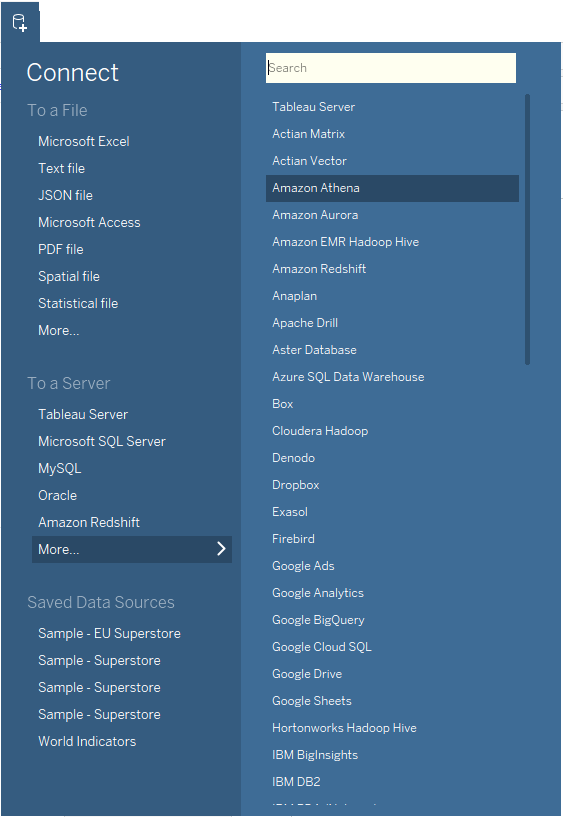 Connect
To a File
Microsoft Excel
Text file
JSON file
Microsoft Access
PDF file
Spatial file
Statistical file
More...
To a Server
Tableau Server
Microsoft SQL Server
MySQL
Oracle
Amazon Redshift
More...
Saved Data Sources
Sample - EU Superstore
Sample - Superstore
Sample - Superstore
Sample - Superstore
World Indicators
Search
Tableau Server
Actian Matrix
Actian Vector
Amazon Athena
Amazon Aurora
Amazon EMR Hadoop Hive
Amazon Redshift
Anaplan
Apache Drill
Aster Database
Azure SQL Data Warehouse
Box
Cloudera Hadoop
Denodo
Dropbox
Exasol
Firebird
Google Ads
Google Analytics
Google BigQuery
Google Cloud SQL
Google Drive
Google Sheets
Hortonworks Hadoop Hive
IBM BigInsights
IBM DB2